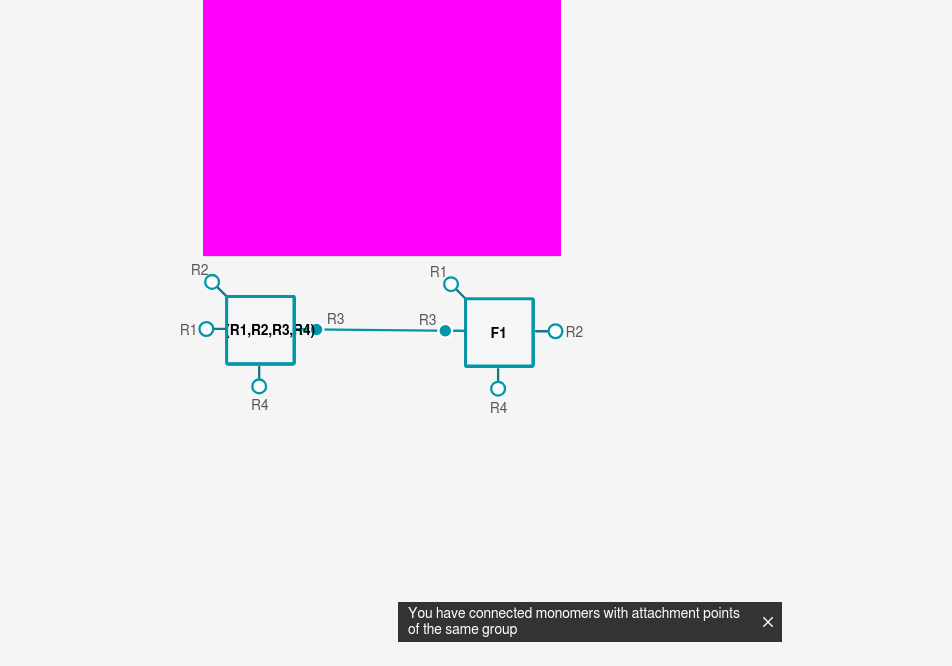 R2
R1
R1
(R1,R2,R3,R4)
R3
R3
F1
R2
R4
R4
You have connected monomers with attachment points
of the same group